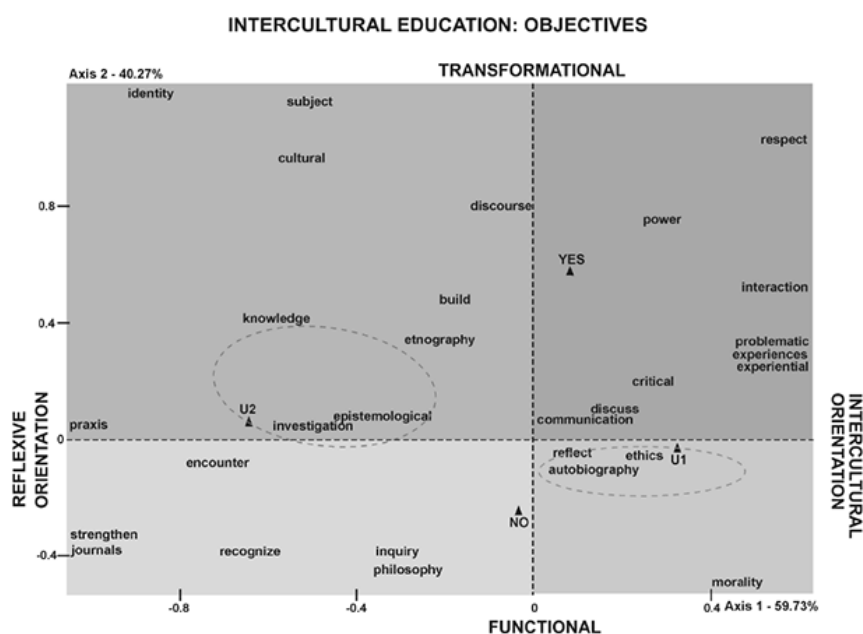 INTERCULTURAL EDUCATION: OBJECTIVES
Axis 2 - 40.27%
TRANSFORMATIONAL
identity
subject
respect
cultural
0.8
discourse
power
YES
interaction
build
0.4
knowledge
etnography
problematic
experiences
experiential
critical
U2
discuss
epistemological
communication
praxis
investigation
0
REFLEXIVE
ORIENTATION
INTERCULTURAL
ORIENTATION
encounter
reflect
ethics
U1
autobiography
NO
strengthen
journals
-0.4
recognize
inquiry
philosophy
morality
-0.8
-0.4
0
0.4
Axis 1 - 59.73%
FUNCTIONAL